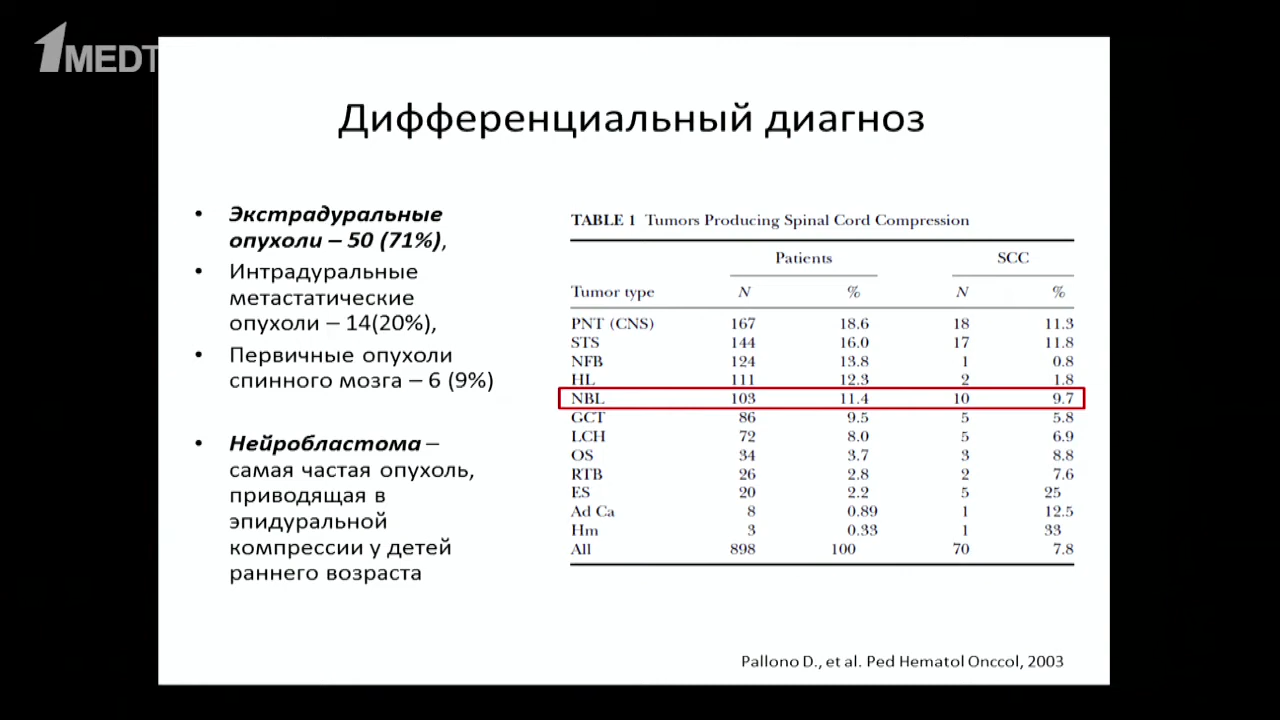 1MEDT
Дифференциальный диагноз
• Экстрадуральные
опухоли – 50 (71%),
• Интрадуральные
метастатические
опухоли – 14(20%),
• Первичные опухоли
спинного мозга – 6 (9%)
• Нейробластома –
самая частая опухоль,
приводящая в
эпидуральной
компрессии у детей
раннего возраста
TABLE 1 Tumors Producing Spinal Cord Compression
Patients SCC
Tumor type N % N %
PNT (CNS) 167 18.6 18 11.3
STS 144 16.0 17 11.8
NFB 124 13.8 1 0.8
HL 111 12.3 2 1.8
NBL 103 11.4 10 9.7
GCT 86 9.5 5 5.8
LCH 72 8.0 5 6.9
OS 34 3.7 3 8.8
RTB 26 2.8 2 7.6
ES 20 2.2 5 25
Ad Ca 8 0.89 1 12.5
Hm 3 0.33 1 33
All 898 100 70 7.8
Pallono D., et al. Ped Hematol Onccol, 2003